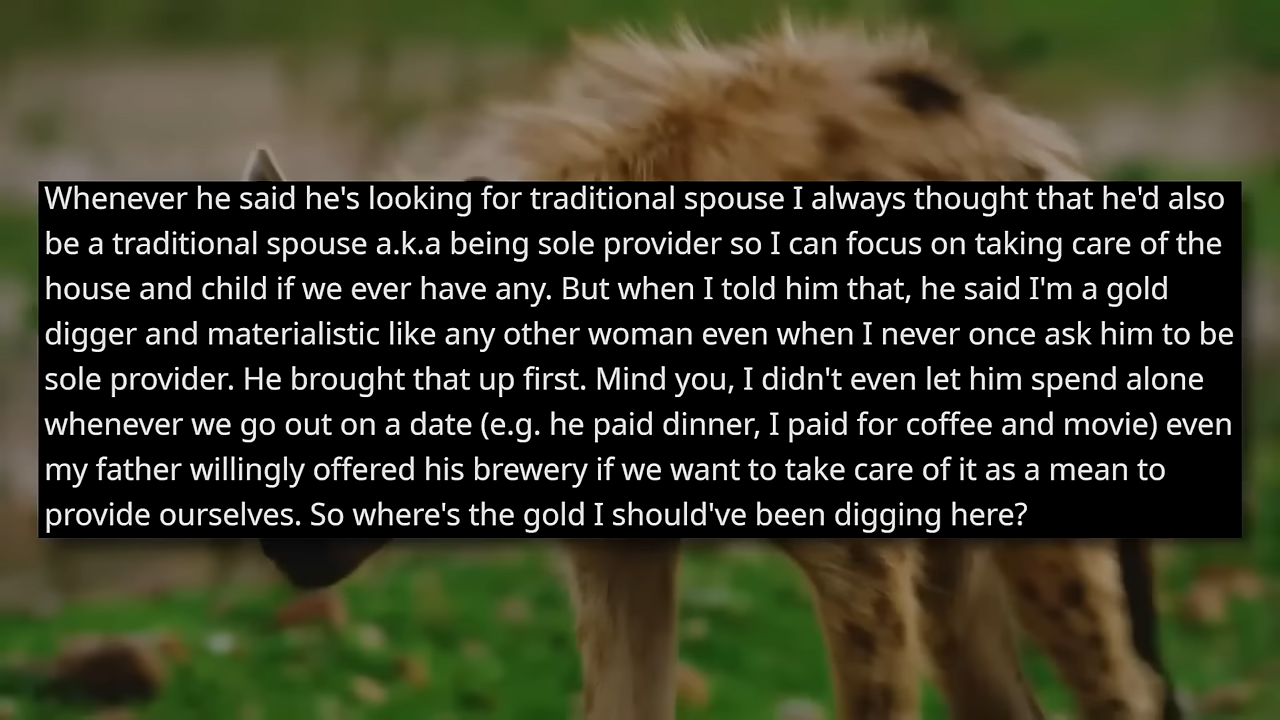 Whenever he said he's looking for traditional spouse I always thought that he'd also
be a traditional spouse a.k.a being sole provider so I can focus on taking care of the
house and child if we ever have any. But when I told him that, he said I'm a gold
digger and materialistic like any other woman even when I never once ask him to be
sole provider. He brought that up first. Mind you, I didn't even let him spend alone
whenever we go out on a date (e.g. he paid dinner, I paid for coffee and movie) even
my father willingly offered his brewery if we want to take care of it as a mean to
provide ourselves. So where's the gold I should've been digging here?